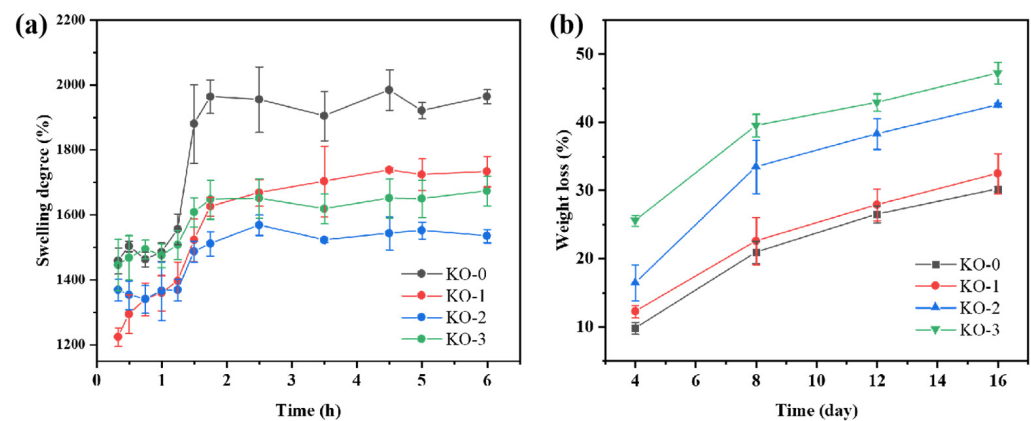 (a)
2200
2000
1800
1600
1400
1200
Swelling degree (%)
KO-0
KO-1
KO-2
KO-3
0 1 2 3 4 5 6
Time (h)
(b)
50
40
30
20
10
Weight loss (%)
KO-0
KO-1
KO-2
KO-3
4 6 8 10 12 14 16
Time (day)